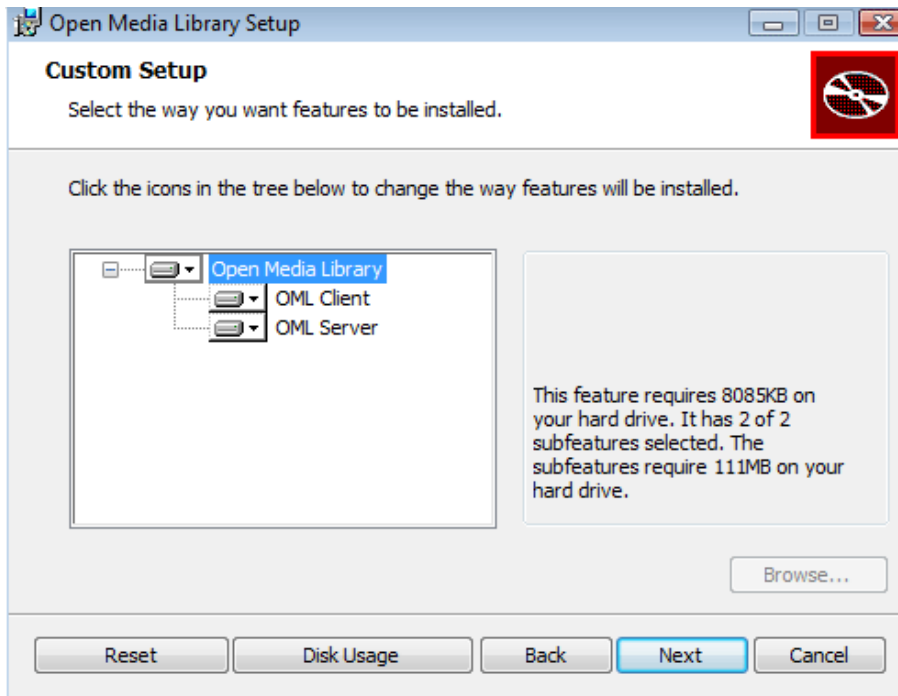 Open Media Library Setup
Custom Setup
Select the way you want features to be installed.
Click the icons in the tree below to change the way features will be installed.
Open Media Library
OML Client
OML Server
This feature requires 8085KB on
your hard drive. It has 2 of 2
subfeatures selected. The
subfeatures require 111MB on your
hard drive.
Browse...
Reset
Disk Usage
Back
Next
Cancel